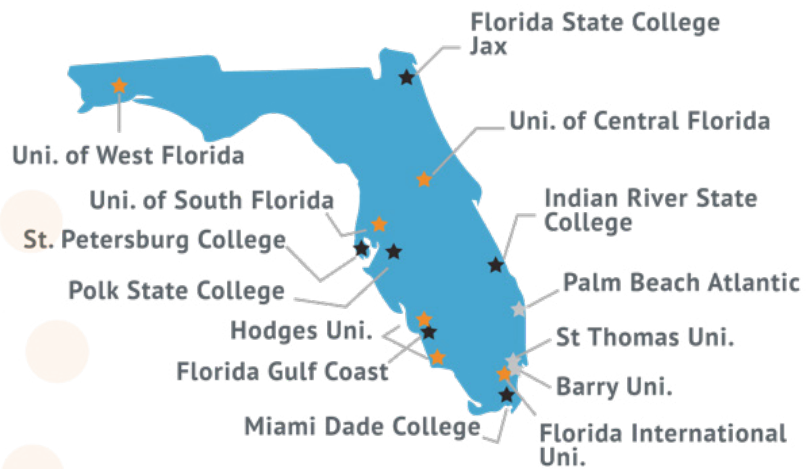 Florida State College
Jax
Uni. of Central Florida
Uni. of West Florida
Uni. of South Florida
Indian River State
College
St. Petersburg College
Polk State College
Palm Beach Atlantic
Hodges Uni.
St Thomas Uni.
Florida Gulf Coast
Barry Uni.
Miami Dade College
Florida International
Uni.